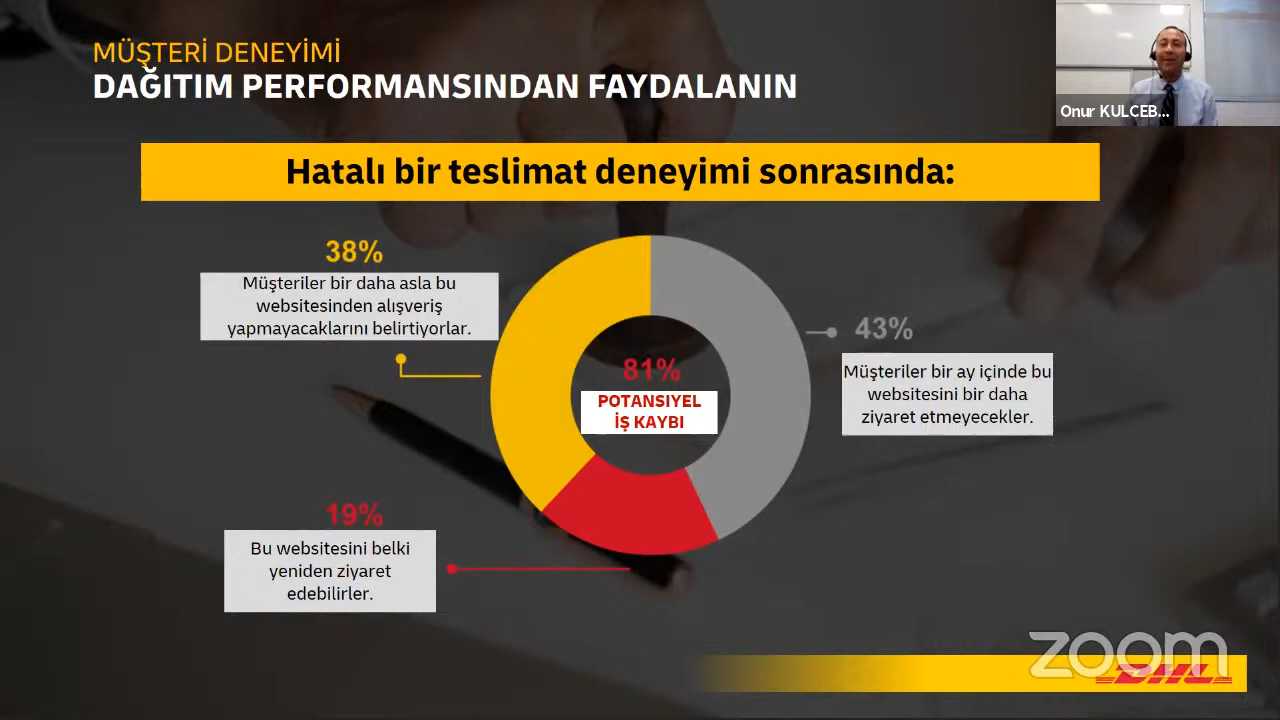 MÜŞTERİ DENEYİMİ
DAĞITIM PERFORMANSINDAN FAYDALANIN
Onur KULCEB...
Hatalı bir teslimat deneyimi sonrasında:
38%
Müşteriler bir daha asla bu
websitesinden alışveriş
yapmayacaklarını belirtiyorlar.
43%
Müşteriler bir ay içinde bu
websitesini bir daha
ziyaret etmeyecekler.
81%
POTANSIYEL
İŞ KAYBI
19%
Bu websitesini belki
yeniden ziyaret
edebilirler.
zoom
DHL